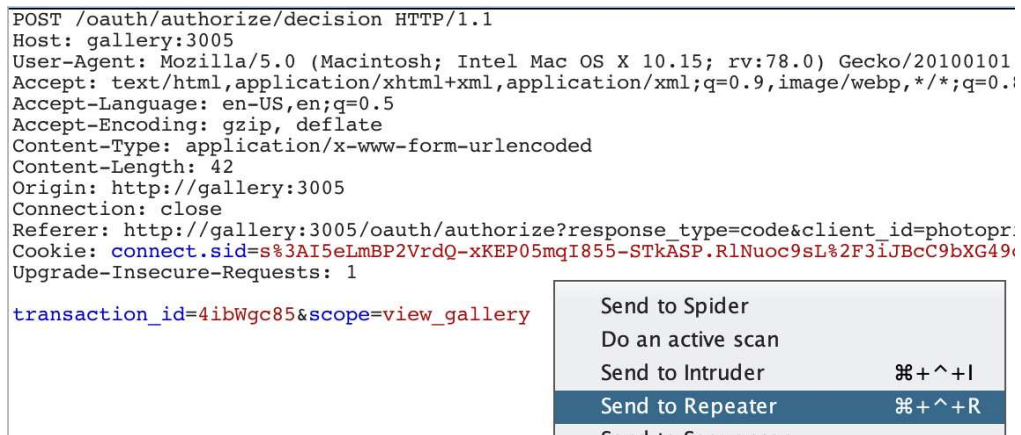 POST /oauth/authorize/decision HTTP/1.1
Host: gallery:3005
User-Agent: Mozilla/5.0 (Macintosh; Intel Mac OS X 10.15; rv:78.0) Gecko/20100101
Accept: text/html,application/xhtml+xml,application/xml;q=0.9,image/webp,*/*;q=0.8
Accept-Language: en-US,en;q=0.5
Accept-Encoding: gzip, deflate
Content-Type: application/x-www-form-urlencoded
Content-Length: 42
Origin: http://gallery:3005
Connection: close
Referer: http://gallery:3005/oauth/authorize?response_type=code&client_id=photopri
Cookie: connect.sid=s%3AI5eLmBP2VrdQ-xKEP05mqI855-STkASP.RlNuoc9sL%2F3iJBcC9bXG49
Upgrade-Insecure-Requests: 1
transaction_id=4ibWgc85&scope=view_gallery
Send to Spider
Do an active scan
Send to Intruder ⌘+^+I
Send to Repeater ⌘+^+R